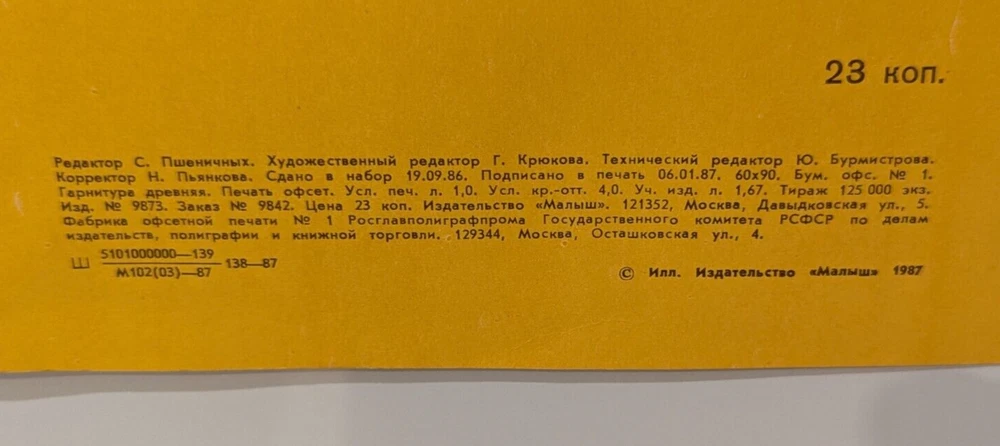 23 коп.
Редактор С. Пшеничных. Художественный редактор Г. Крюкова. Технический редактор Ю. Бурмистрова.
Корректор Н. Пьянкова. Сдано в набор 19.09.86. Подписано в печать 06.01.87. 60х90. Бум. офс. № 1.
Гарнитура древняя. Печать офсет. Усл. печ. л. 1,0. Усл. кр.-отт. 4,0. Уч. изд. л. 1,67. Тираж 125 000 экз.
Изд. № 9873. Заказ № 9842. Цена 23 коп. Издательство «Малыш». 121352, Москва, Давыдковская ул., 5.
Фабрика офсетной печати № 1 Росглавполиграфпрома Государственного комитета РСФСР по делам
издательств, полиграфии и книжной торговли. 129344, Москва, Осташковская ул., 4.
Ш 5101000000—139
М102(03)—87 138—87
© Илл. Издательство «Малыш» 1987